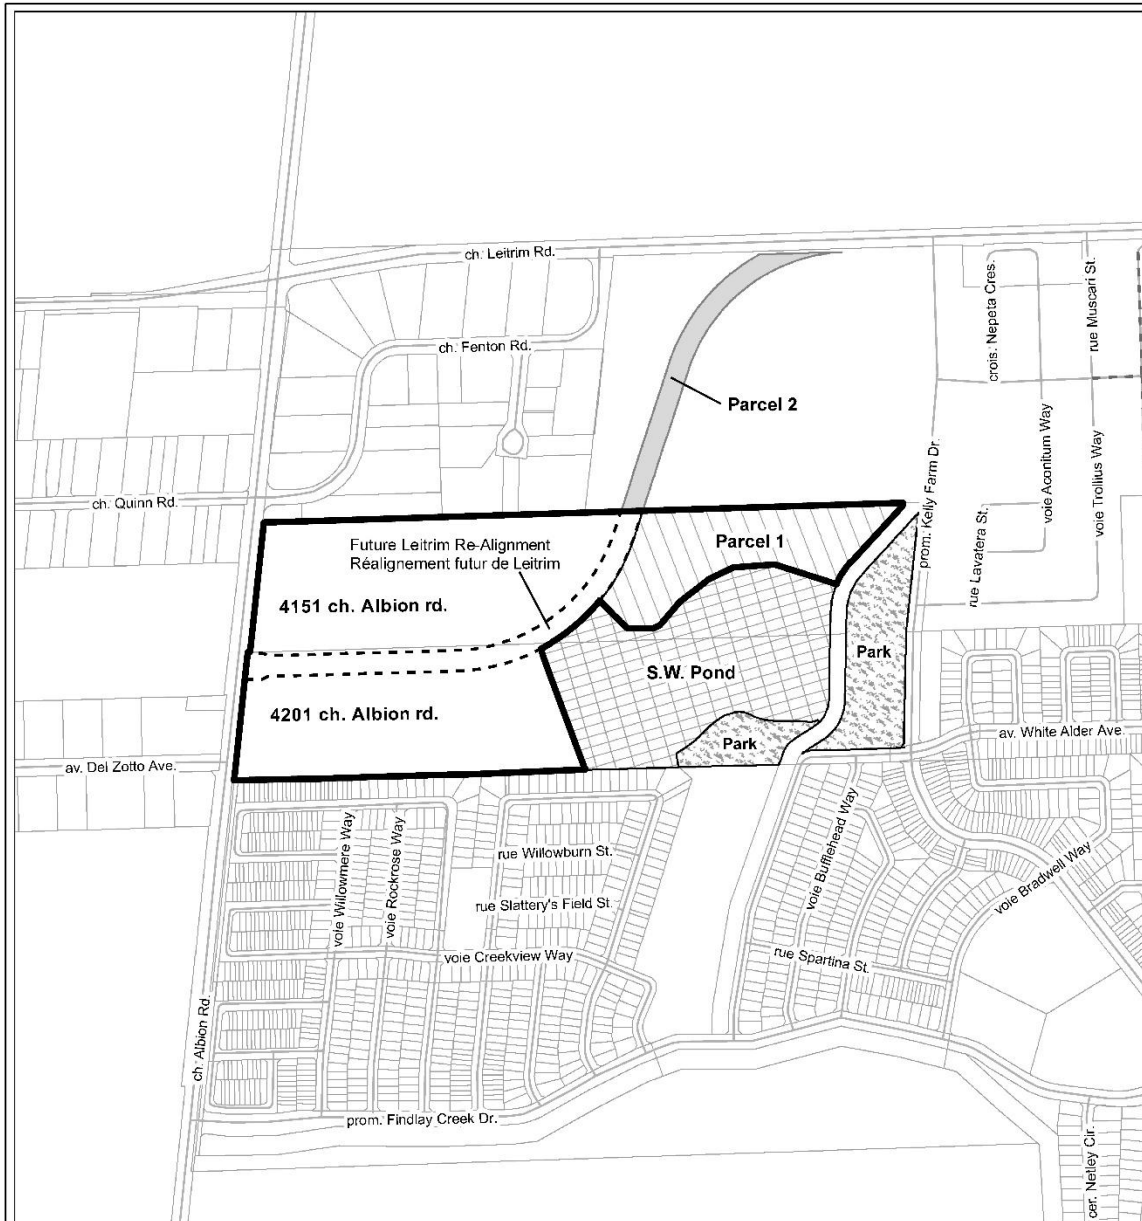 ch. Leitrim Rd.
crois. Nepeta Cres.
rue Muscari St.
ch. Fenton Rd.
Parcel 2
prom. Kelly Farm Dr.
voie Aconitum Way
voie Trollius Way
ch. Quinn Rd.
Future Leitrim Re-Alignment
Réalignement futur de Leitrim
Parcel 1
rue Lavatera St.
4151 ch. Albion rd.
Park
S.W. Pond
4201 ch. Albion rd.
Park
av. White Alder Ave.
av. Del Zotto Ave.
voie Willowmere Way
voie Rockrose Way
rue Willowburn St.
voie Bufflehead Way
voie Bradwell Way
rue Slattery's Field St.
voie Creekview Way
rue Spartina St.
ch. Albion Rd.
prom. Findlay Creek Dr.
cer. Netley Cir.